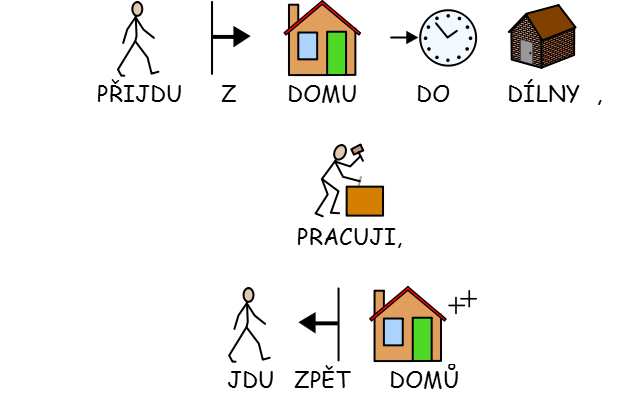 PŘIJDU Z DOMU DO DÍLNY ,
PRACUJI,
JDU ZPĚT DOMŮ